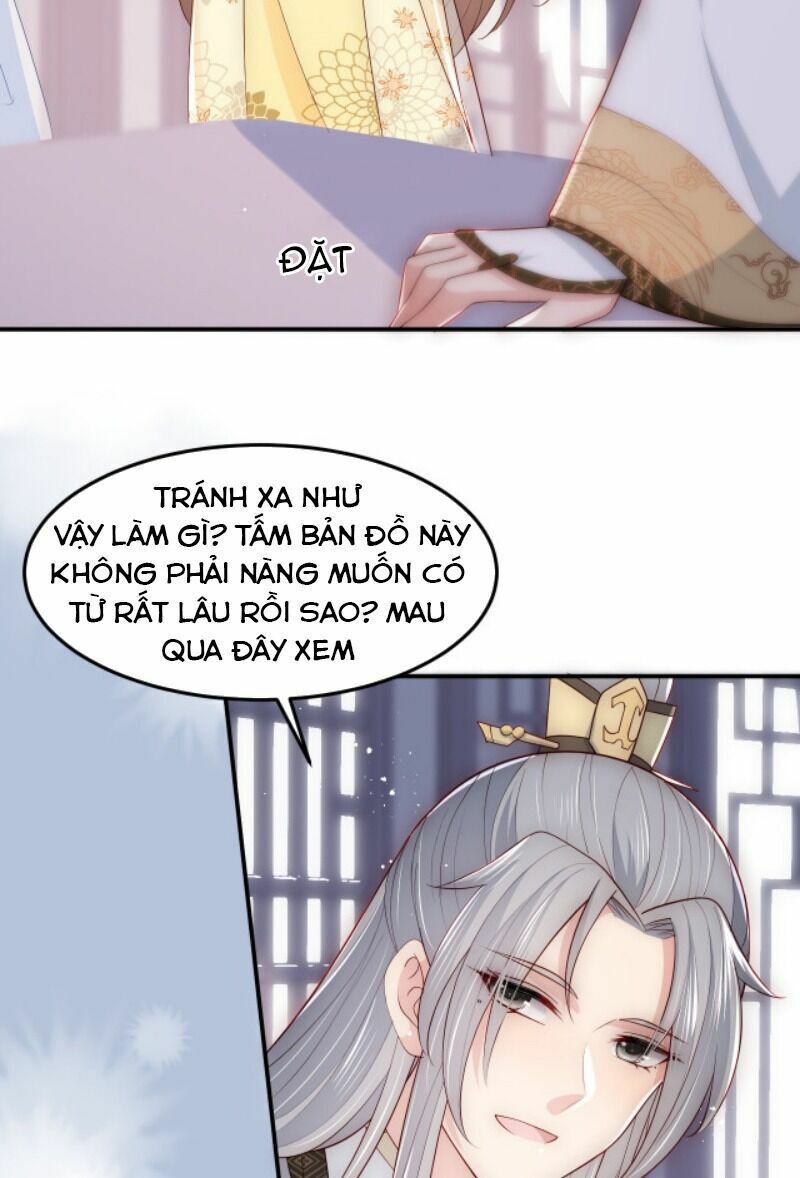 ĐẶT
TRÁNH XA NHƯ
VẬY LÀM GÌ? TẤM BẢN ĐỒ NÀY
KHÔNG PHẢI NÀNG MUỐN CÓ
TỪ RẤT LÂU RỒI SAO? MAU
QUA ĐÂY XEM